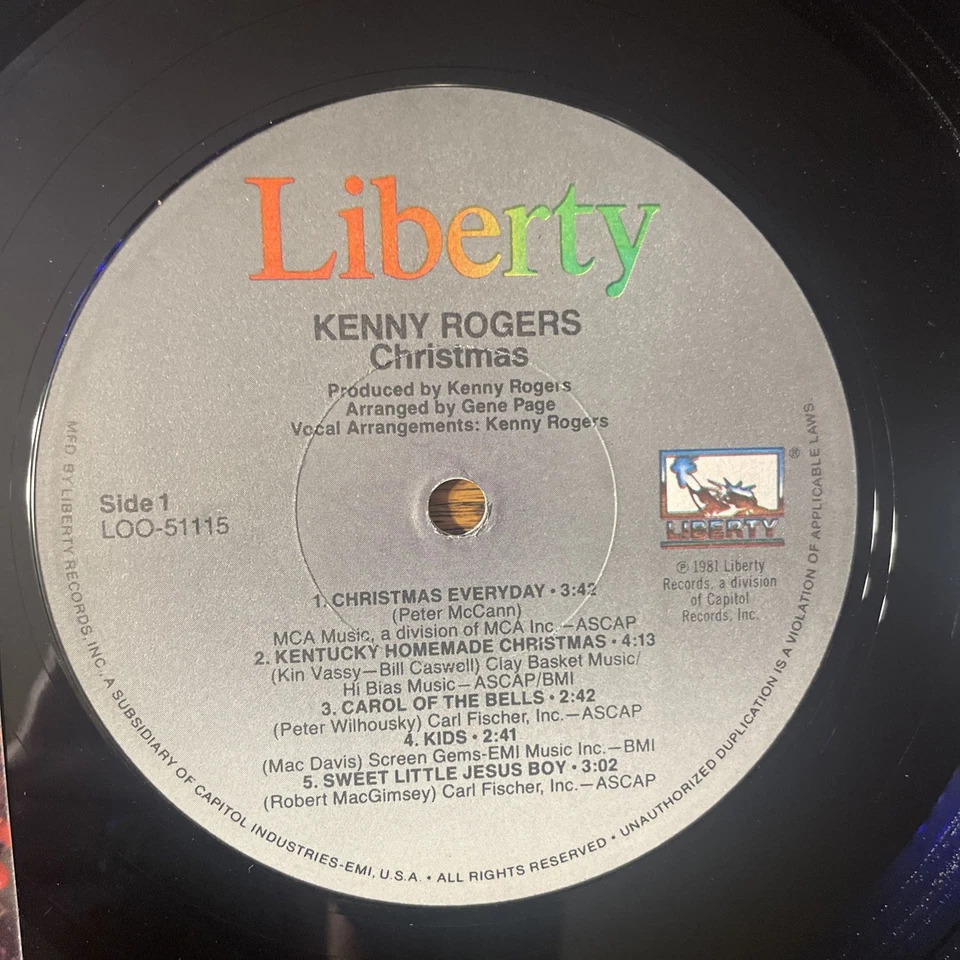 Liberty
KENNY ROGERS
Christmas
Produced by Kenny Rogers
Arranged by Gene Page
Vocal Arrangements: Kenny Rogers
Side 1
LOO-51115
®
LIBERTY
℗ 1981 Liberty
Records, a division
of Capitol
Records, Inc.
1. CHRISTMAS EVERYDAY • 3:42
(Peter McCann)
MCA Music, a division of MCA Inc.—ASCAP
2. KENTUCKY HOMEMADE CHRISTMAS • 4:13
(Kin Vassy—Bill Caswell) Clay Basket Music/
Hi Bias Music—ASCAP/BMI
3. CAROL OF THE BELLS • 2:42
(Peter Wilhousky) Carl Fischer, Inc.—ASCAP
4. KIDS • 2:41
(Mac Davis) Screen Gems-EMI Music Inc.—BMI
5. SWEET LITTLE JESUS BOY • 3:02
(Robert MacGimsey) Carl Fischer, Inc.—ASCAP
MFD. BY LIBERTY RECORDS, INC., A SUBSIDIARY OF CAPITOL INDUSTRIES-EMI, U.S.A. • ALL RIGHTS RESERVED • UNAUTHORIZED DUPLICATION IS A VIOLATION OF APPLICABLE LAWS